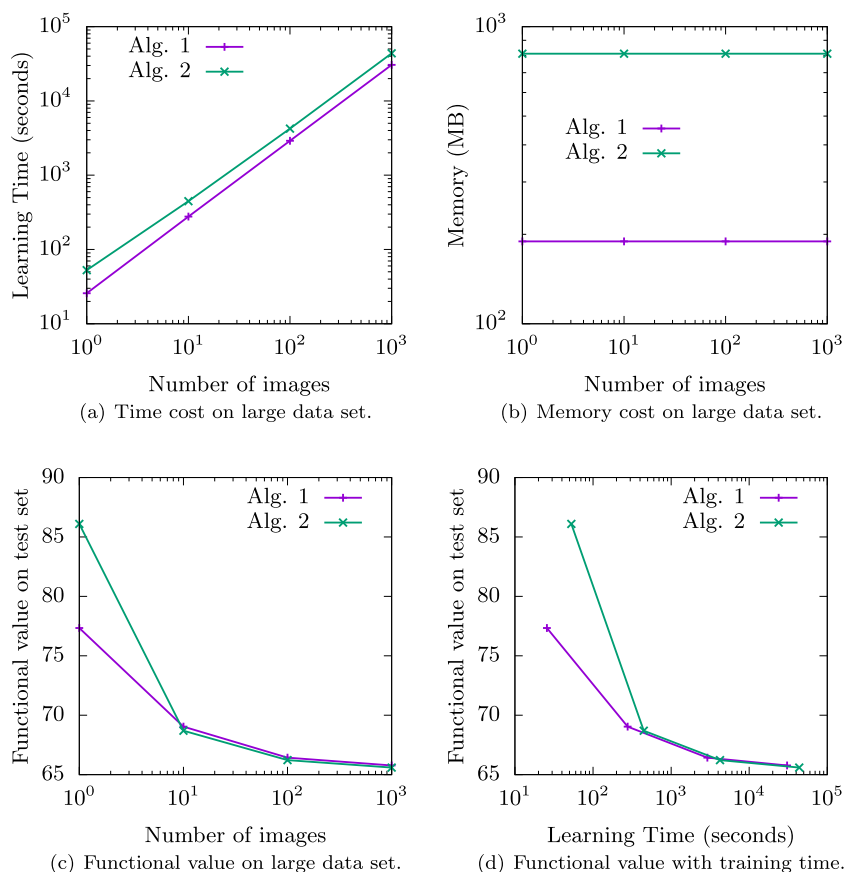 10^5
10^4
10^3
10^2
10^1
Learning Time (seconds)
Alg. 1
Alg. 2
10^0 10^1 10^2 10^3
Number of images
(a) Time cost on large data set.
10^3
10^2
Memory (MB)
Alg. 1
Alg. 2
10^0 10^1 10^2 10^3
Number of images
(b) Memory cost on large data set.
90
85
80
75
70
65
Functional value on test set
Alg. 1
Alg. 2
10^0 10^1 10^2 10^3
Number of images
(c) Functional value on large data set.
90
85
80
75
70
65
Functional value on test set
Alg. 1
Alg. 2
10^1 10^2 10^3 10^4 10^5
Learning Time (seconds)
(d) Functional value with training time.